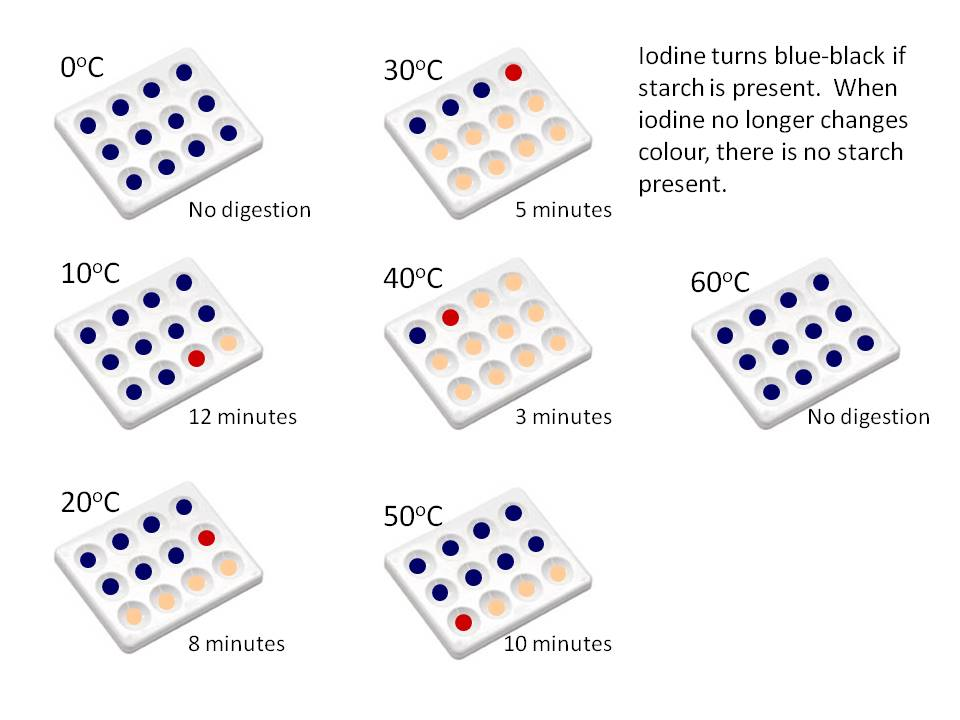 0°C
No digestion
30°C
5 minutes
Iodine turns blue-black if
starch is present.  When
iodine no longer changes
colour, there is no starch
present.
10°C
12 minutes
40°C
3 minutes
60°C
No digestion
20°C
8 minutes
50°C
10 minutes